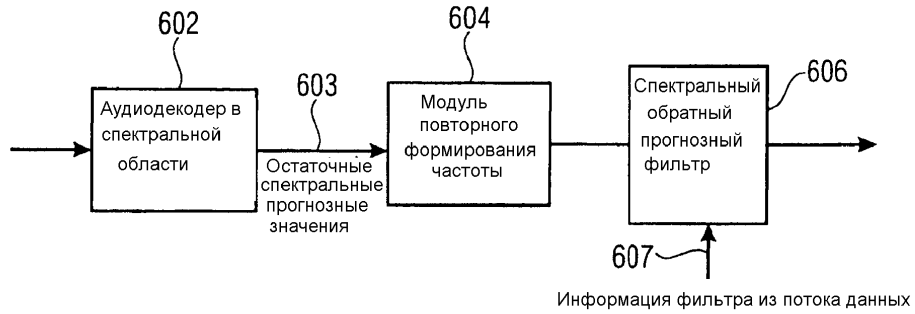 602
Аудиодекодер в
спектральной
области
603
Остаточные
спектральные
прогнозные
значения
604
Модуль
повторного
формирования
частоты
606
Спектральный
обратный
прогнозный
фильтр
607
Информация фильтра из потока данных